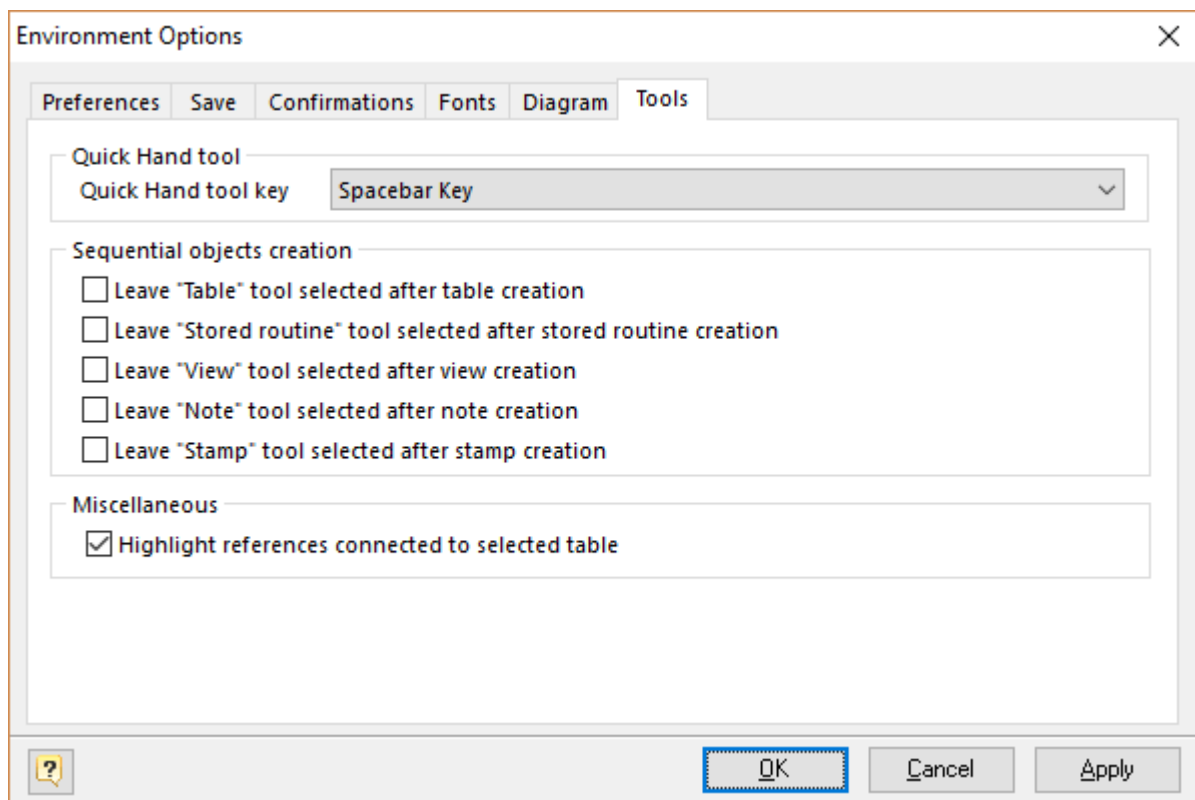 Environment Options
Preferences Save Confirmations Fonts Diagram Tools
Quick Hand tool
Quick Hand tool key Spacebar Key
Sequential objects creation
Leave "Table" tool selected after table creation
Leave "Stored routine" tool selected after stored routine creation
Leave "View" tool selected after view creation
Leave "Note" tool selected after note creation
Leave "Stamp" tool selected after stamp creation
Miscellaneous
Highlight references connected to selected table
? OK Cancel Apply